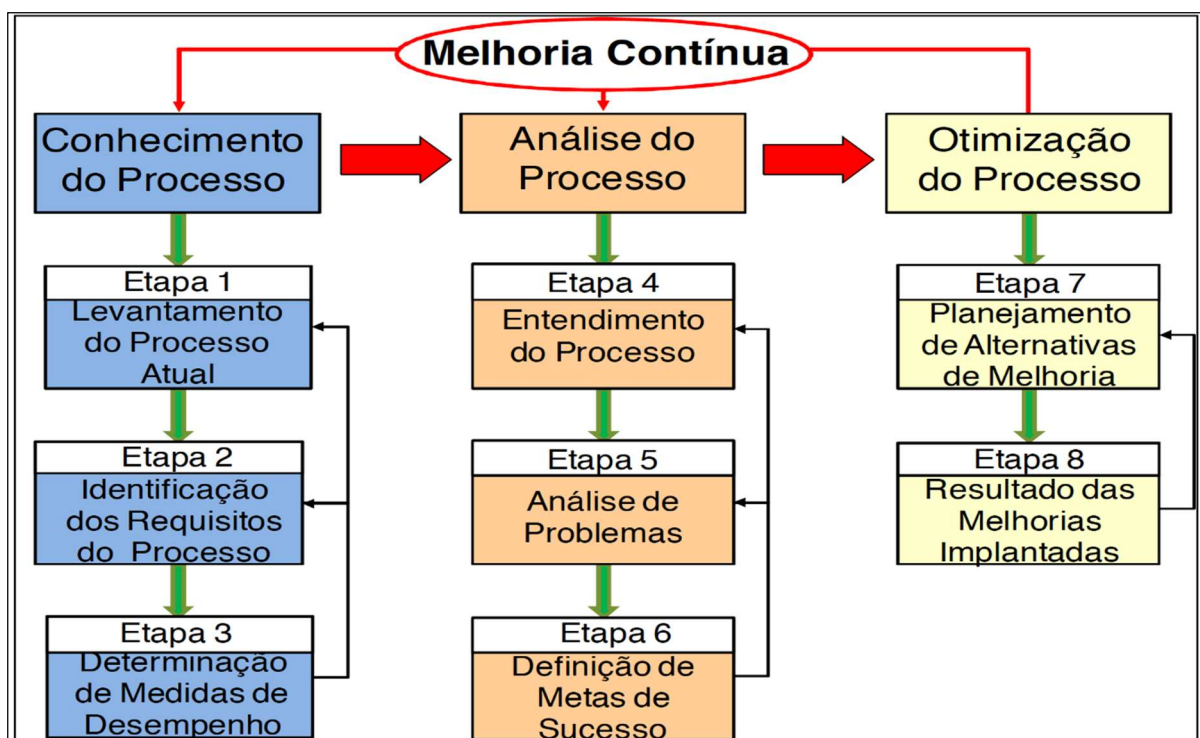 Melhoria Contínua
Conhecimento
do Processo
Análise do
Processo
Otimização
do Processo
Etapa 1
Levantamento
do Processo
Atual
Etapa 2
Identificação
dos Requisitos
do Processo
Etapa 3
Determinação
de Medidas de
Desempenho
Etapa 4
Entendimento
do Processo
Etapa 5
Análise de
Problemas
Etapa 6
Definição de
Metas de
Sucesso
Etapa 7
Planejamento
de Alternativas
de Melhoria
Etapa 8
Resultado das
Melhorias
Implantadas